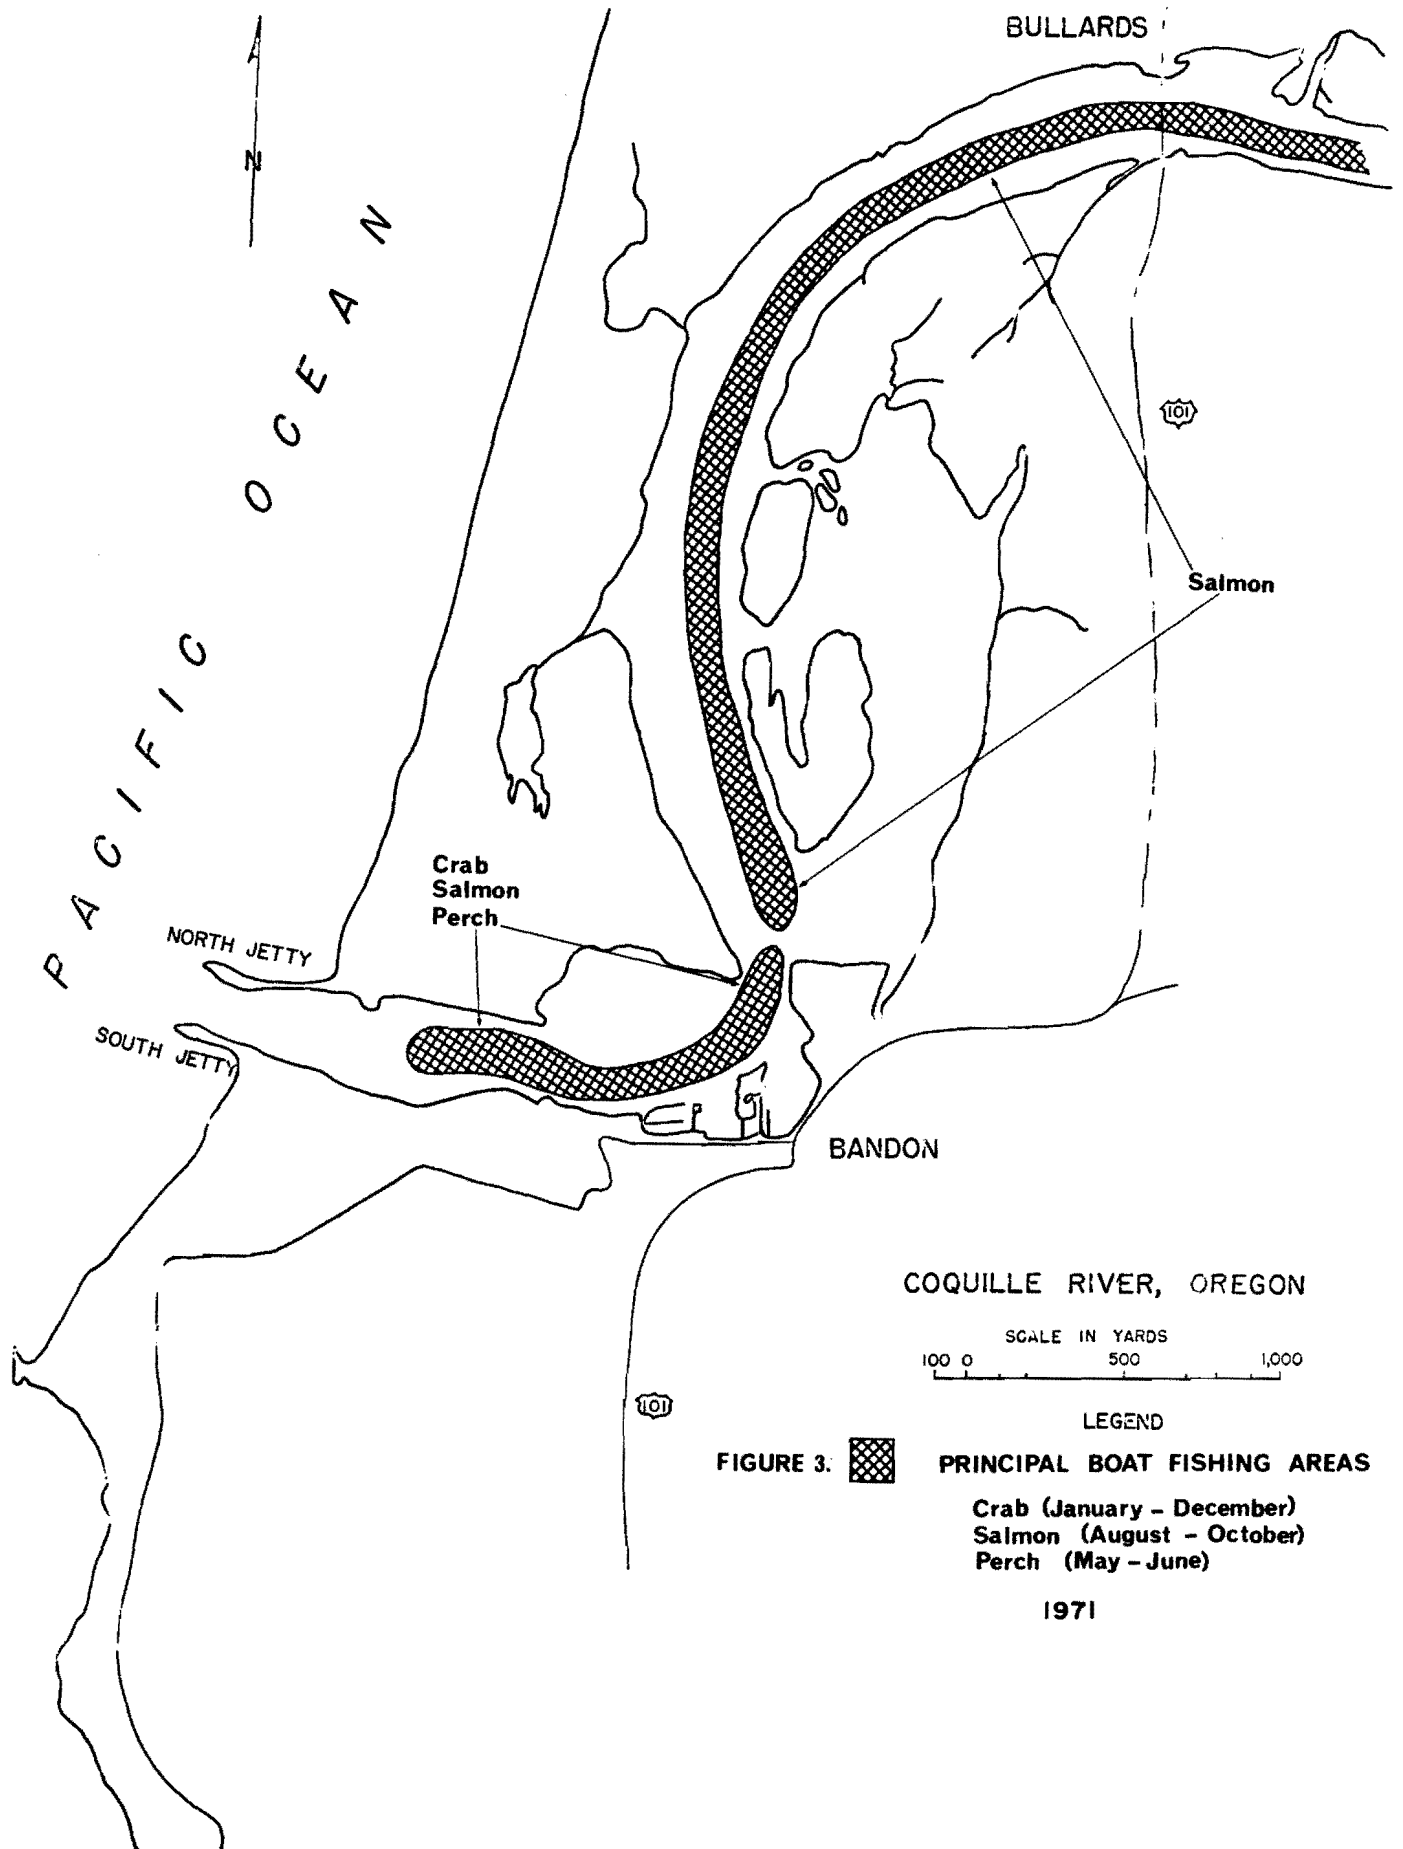 BULLARDS
N
PACIFIC OCEAN
101
Salmon
Crab
Salmon
Perch
NORTH JETTY
SOUTH JETTY
BANDON
COQUILLE RIVER, OREGON
SCALE IN YARDS
100 0 500 1,000
101
LEGEND
FIGURE 3. PRINCIPAL BOAT FISHING AREAS
Crab (January - December)
Salmon (August - October)
Perch (May - June)
1971